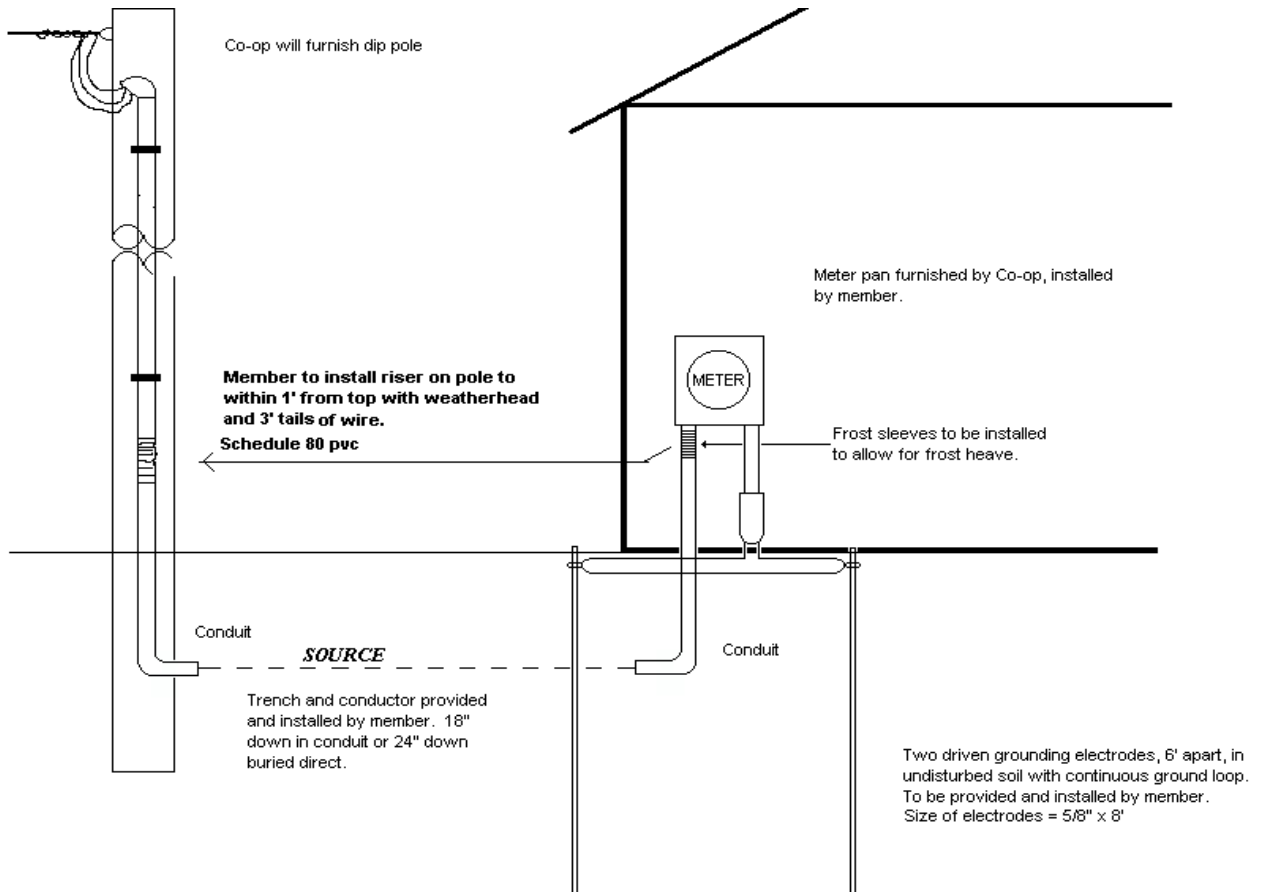 Co-op will furnish dip pole
Meter pan furnished by Co-op, installed
by member.
METER
Member to install riser on pole to
within 1' from top with weatherhead
and 3' tails of wire.
Schedule 80 pvc
Frost sleeves to be installed
to allow for frost heave.
Conduit
SOURCE
Conduit
Trench and conductor provided
and installed by member. 18"
down in conduit or 24" down
buried direct.
Two driven grounding electrodes, 6' apart, in
undisturbed soil with continuous ground loop.
To be provided and installed by member.
Size of electrodes = 5/8" x 8'